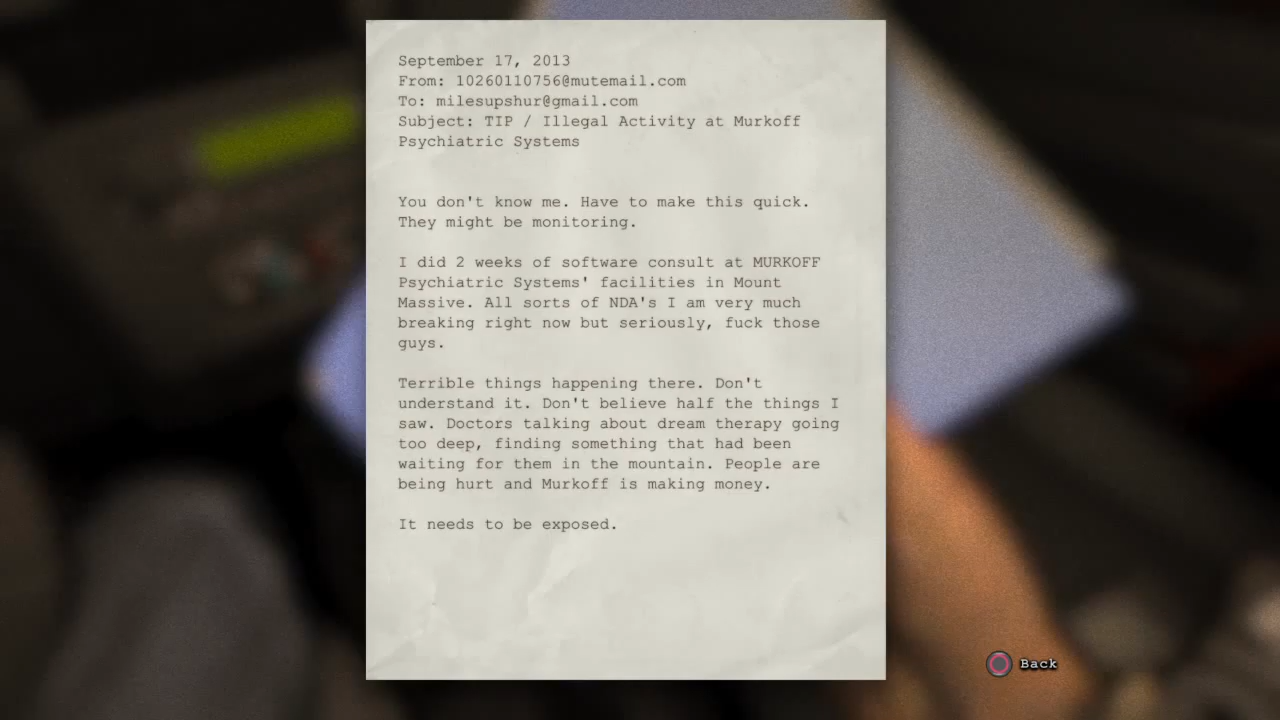 September 17, 2013
From: 10260110756@mutemail.com
To: milesupshur@gmail.com
Subject: TIP / Illegal Activity at Murkoff
Psychiatric Systems
You don't know me. Have to make this quick.
They might be monitoring.
I did 2 weeks of software consult at MURKOFF
Psychiatric Systems' facilities in Mount
Massive. All sorts of NDA's I am very much
breaking right now but seriously, fuck those
guys.
Terrible things happening there. Don't
understand it. Don't believe half the things I
saw. Doctors talking about dream therapy going
too deep, finding something that had been
waiting for them in the mountain. People are
being hurt and Murkoff is making money.
It needs to be exposed.
Back